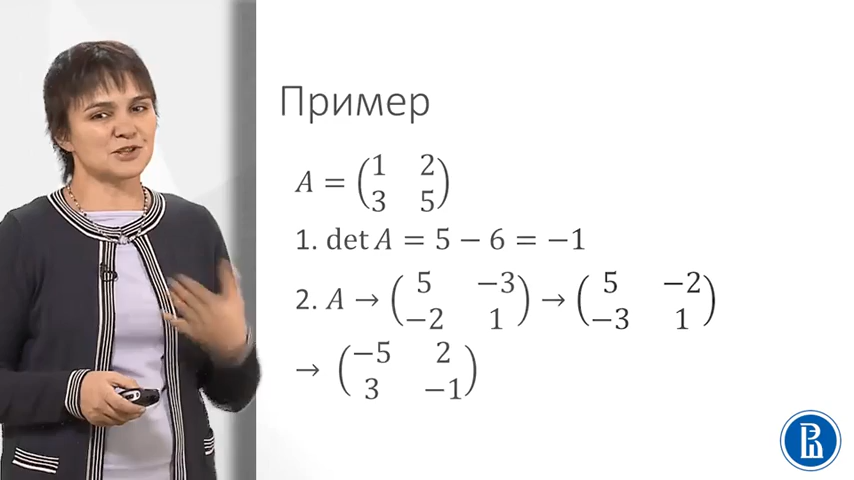 Пример
A = (1 2
3 5)
1. det A = 5 − 6 = −1
2. A → (5 −3
−2 1) → (5 −2
−3 1)
→ (−5 2
3 −1)